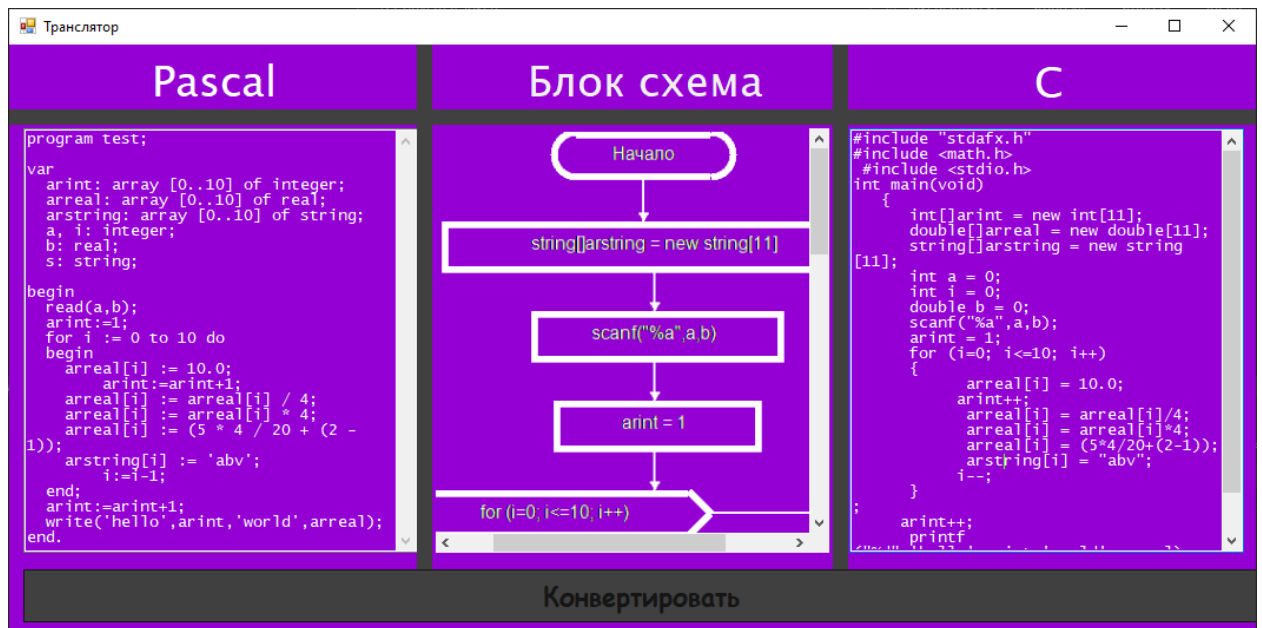 Транслятор
Pascal
Блок схема
C
program test;
var
arint: array [0..10] of integer;
arreal: array [0..10] of real;
arstring: array [0..10] of string;
a, i: integer;
b: real;
s: string;
begin
read(a,b);
arint:=1;
for i := 0 to 10 do
begin
arreal[i] := 10.0;
arint:=arint+1;
arreal[i] := arreal[i] / 4;
arreal[i] := arreal[i] * 4;
arreal[i] := (5 * 4 / 20 + (2 -
1));
arstring[i] := 'abv';
i:=i-1;
end;
arint:=arint+1;
write('hello',arint,'world',arreal);
end.
Начало
string[]arstring = new string[11]
scanf("%a",a,b)
arint = 1
for (i=0; i<=10; i++)
#include "stdafx.h"
#include <math.h>
#include <stdio.h>
int main(void)
{
int[]arint = new int[11];
double[]arreal = new double[11];
string[]arstring = new string
[11];
int a = 0;
int i = 0;
double b = 0;
scanf("%a",a,b);
arint = 1;
for (i=0; i<=10; i++)
{
arreal[i] = 10.0;
arint++;
arreal[i] = arreal[i]/4;
arreal[i] = arreal[i]*4;
arreal[i] = (5*4/20+(2-1));
arstring[i] = "abv";
i--;
}
;
arint++;
printf
Конвертировать